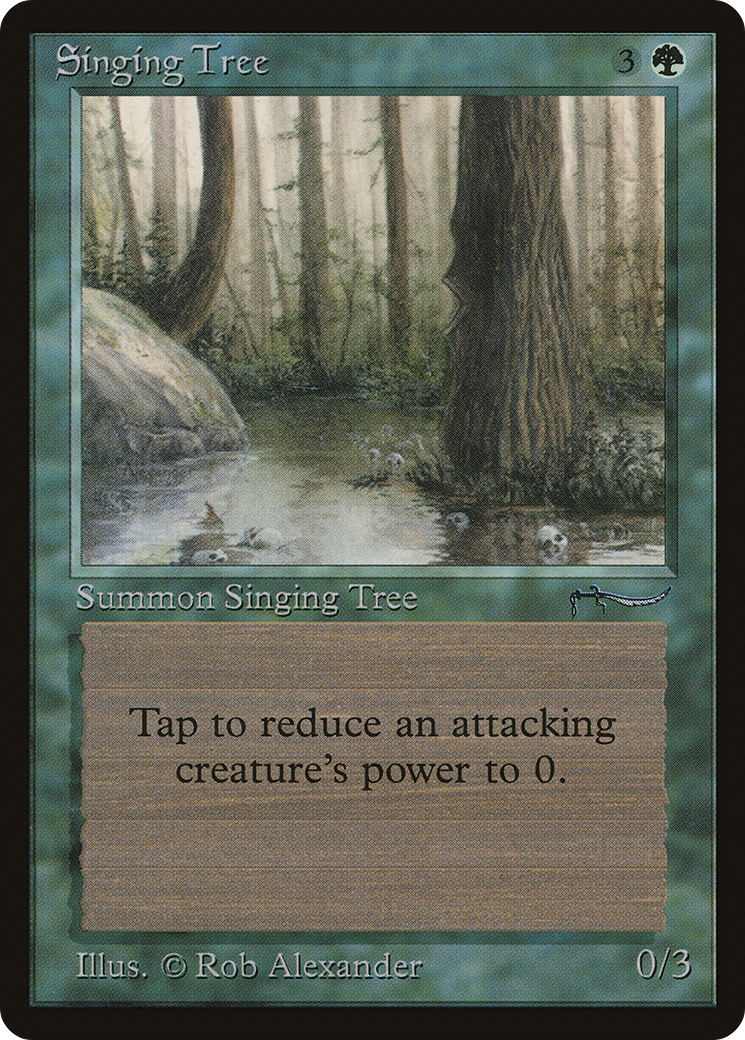 Singing Tree 3
Summon Singing Tree
Tap to reduce an attacking
creature's power to 0.
Illus. © Rob Alexander 0/3